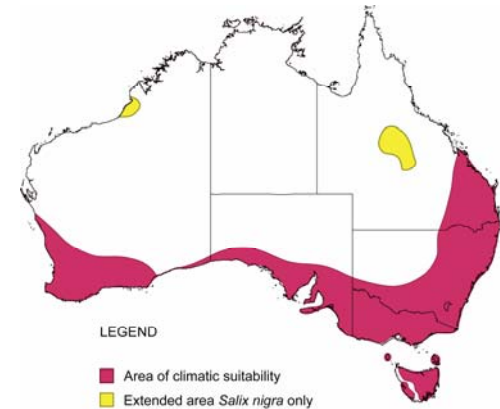 LEGEND
Area of climatic suitability
Extended area Salix nigra only